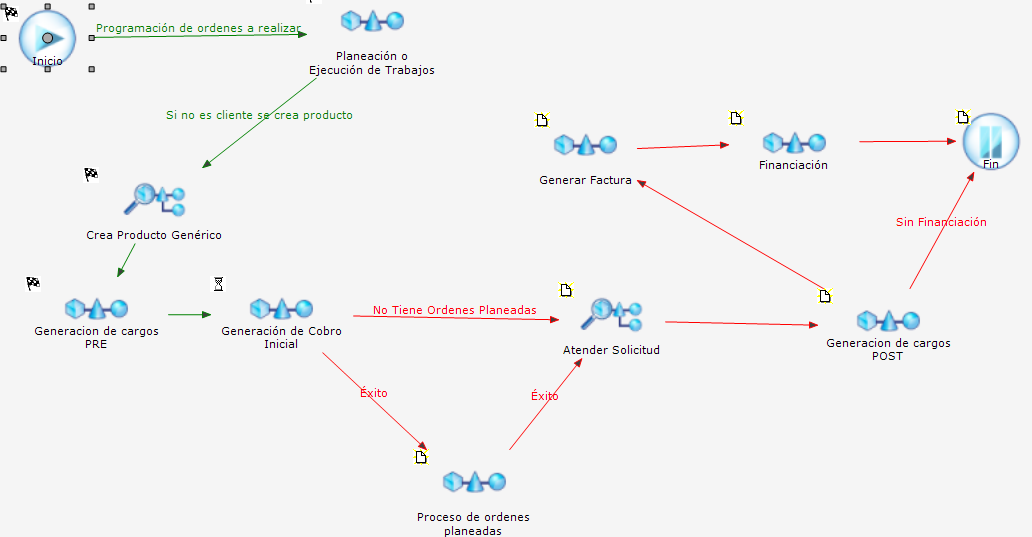 Inicio
Programación de ordenes a realizar
Planeación o
Ejecución de Trabajos
Si no es cliente se crea producto
Crea Producto Genérico
Generacion de cargos
PRE
Generación de Cobro
Inicial
No Tiene Ordenes Planeadas
Éxito
Proceso de ordenes
planeadas
Éxito
Atender Solicitud
Generacion de cargos
POST
Generar Factura
Financiación
Sin Financiación
Fin